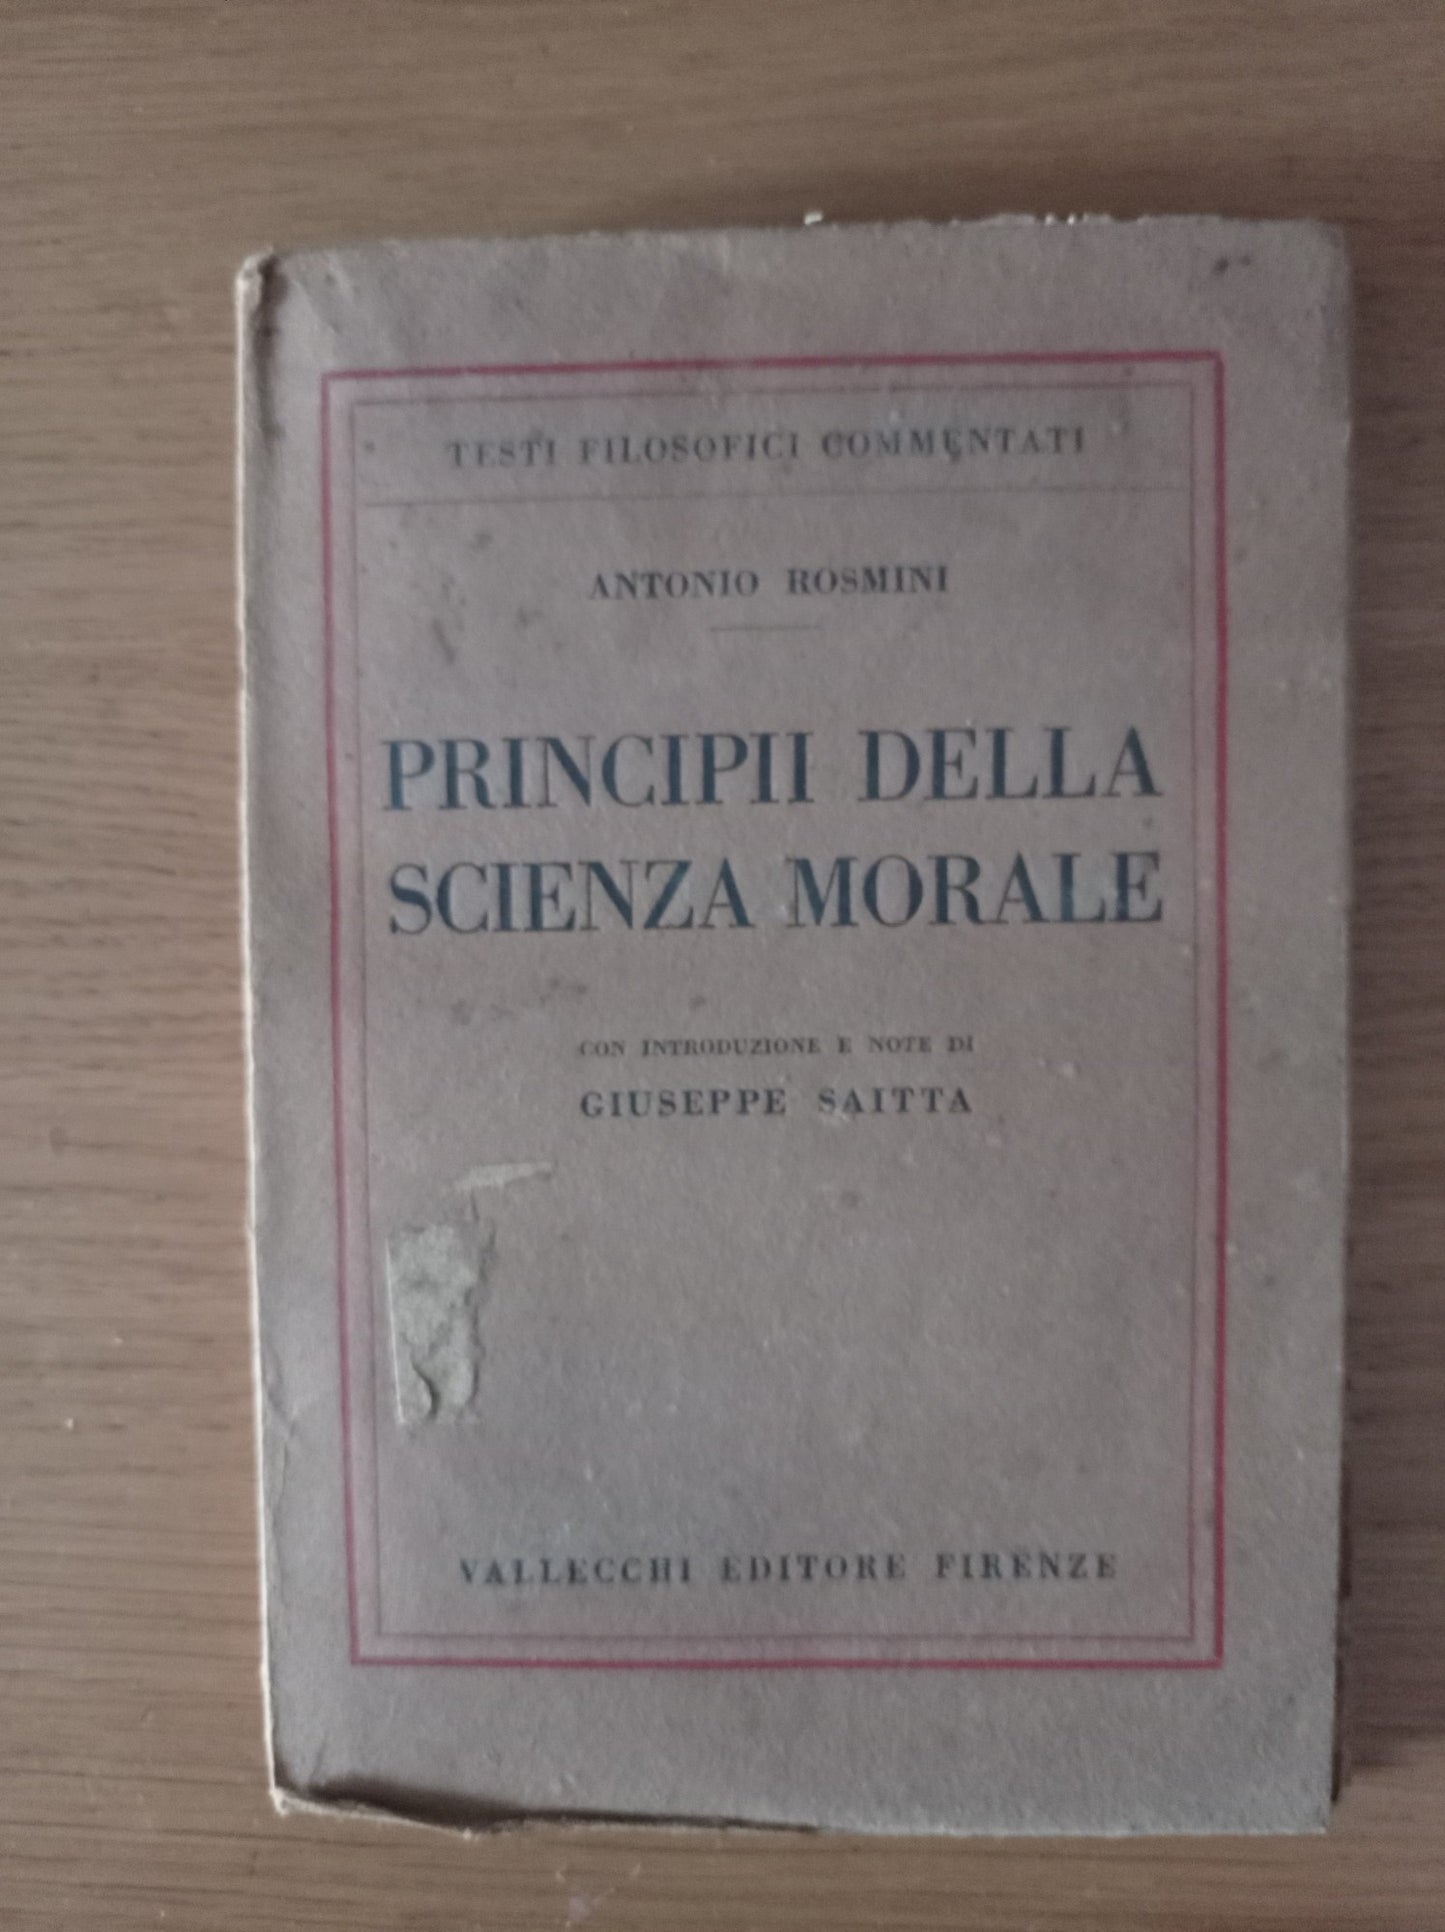 TESTI FILOSOFICI COMMENTATI
ANTONIO ROSMINI
PRINCIPII DELLA
SCIENZA MORALE
CON INTRODUZIONE E NOTE DI
GIUSEPPE SAITTA
VALLECCHI EDITORE FIRENZE